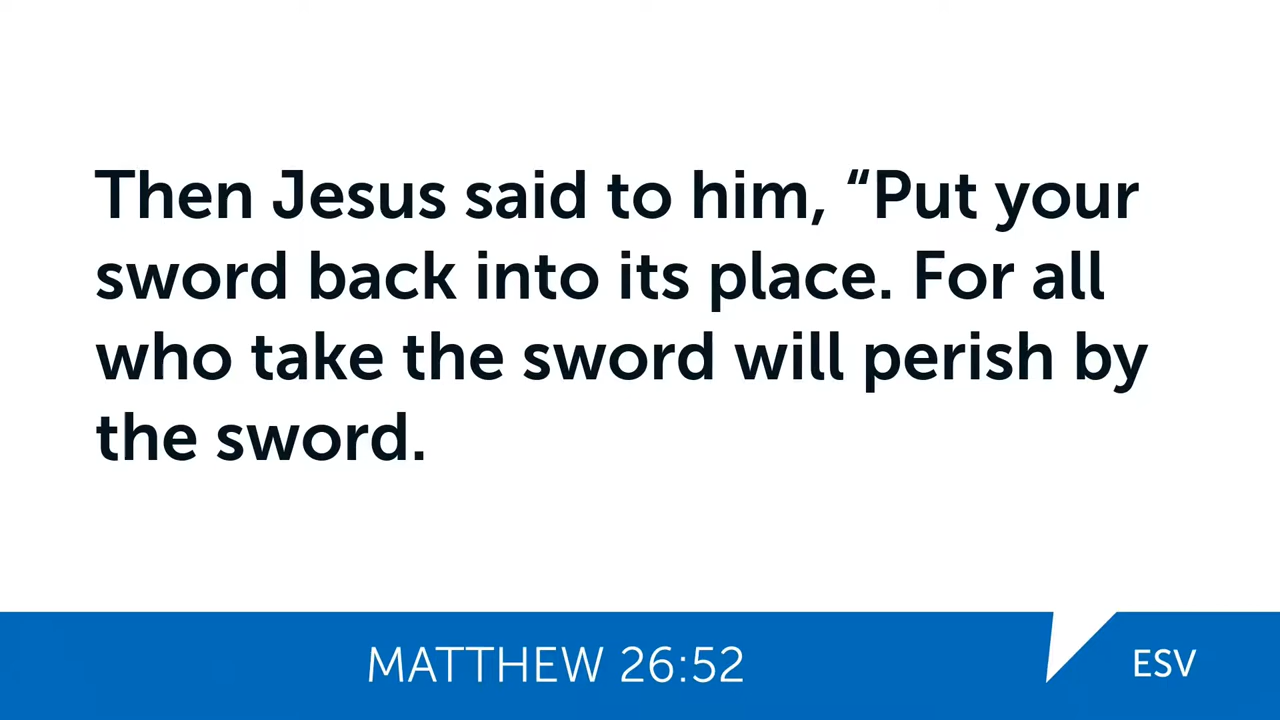 Then Jesus said to him, “Put your
sword back into its place. For all
who take the sword will perish by
the sword.
MATTHEW 26:52
ESV